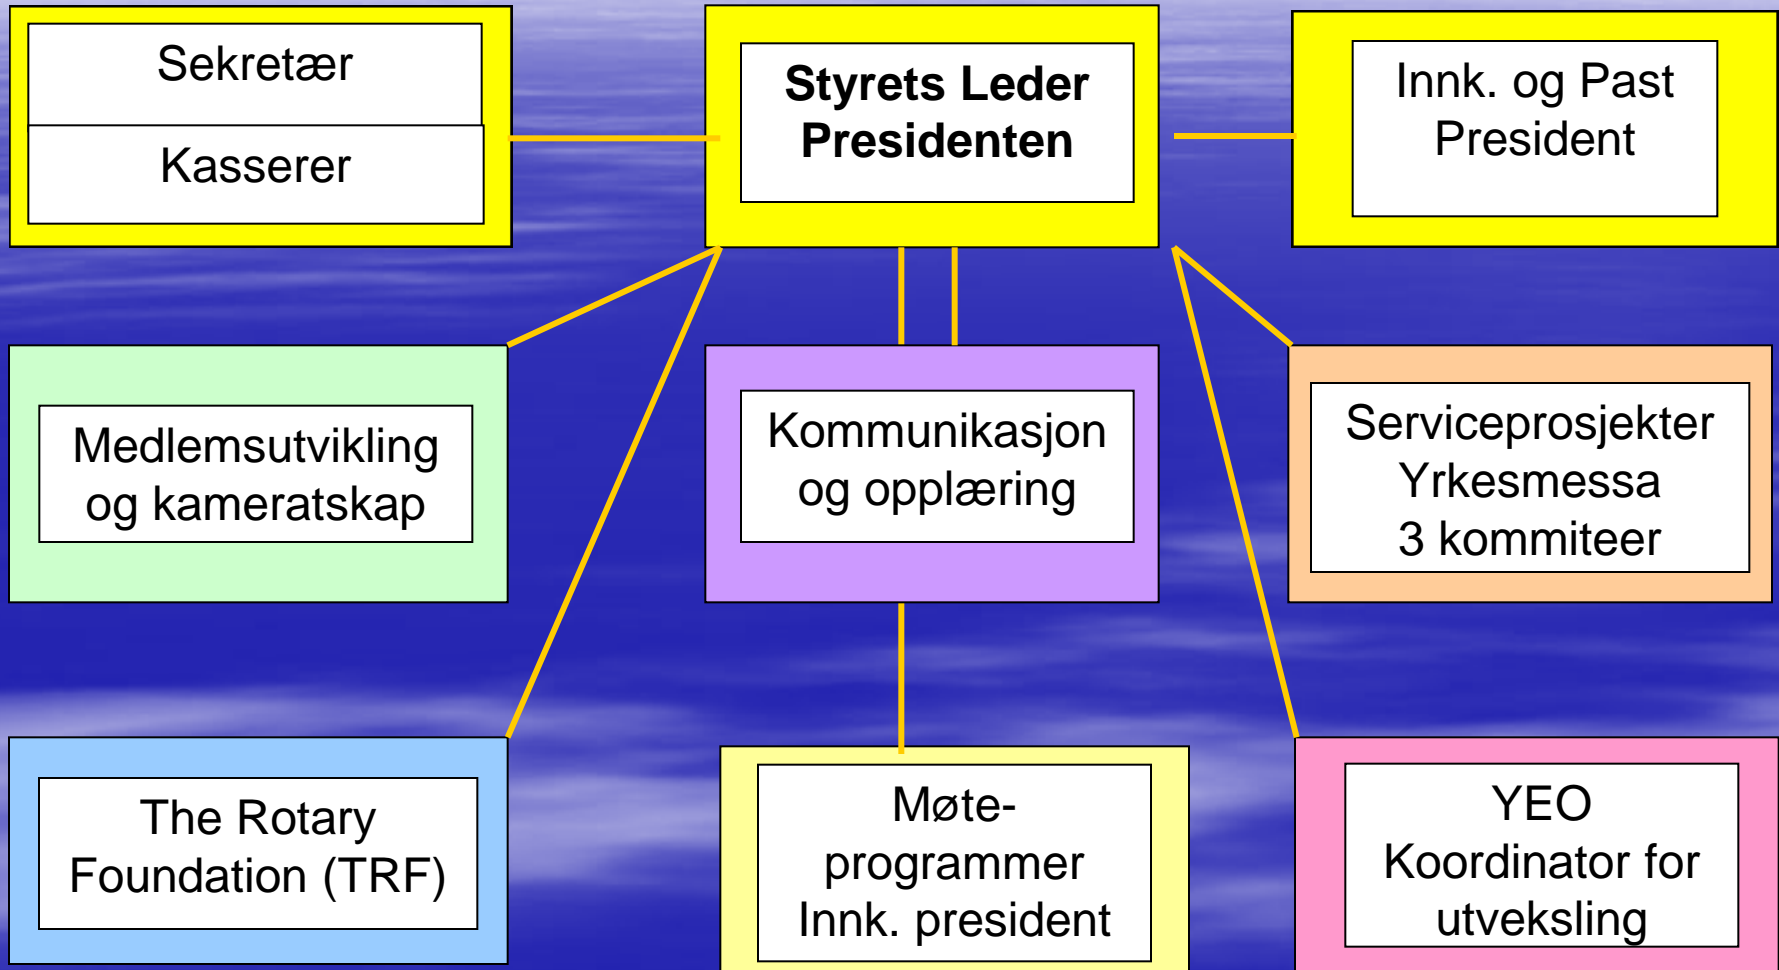 Sekretær
Kasserer
Styrets Leder
Presidenten
Innk. og Past
President
Medlemsutvikling
og kameratskap
Kommunikasjon
og opplæring
Serviceprosjekter
Yrkesmessa
3 kommiteer
The Rotary
Foundation (TRF)
Møte-
programmer
Innk. president
YEO
Koordinator for
utveksling